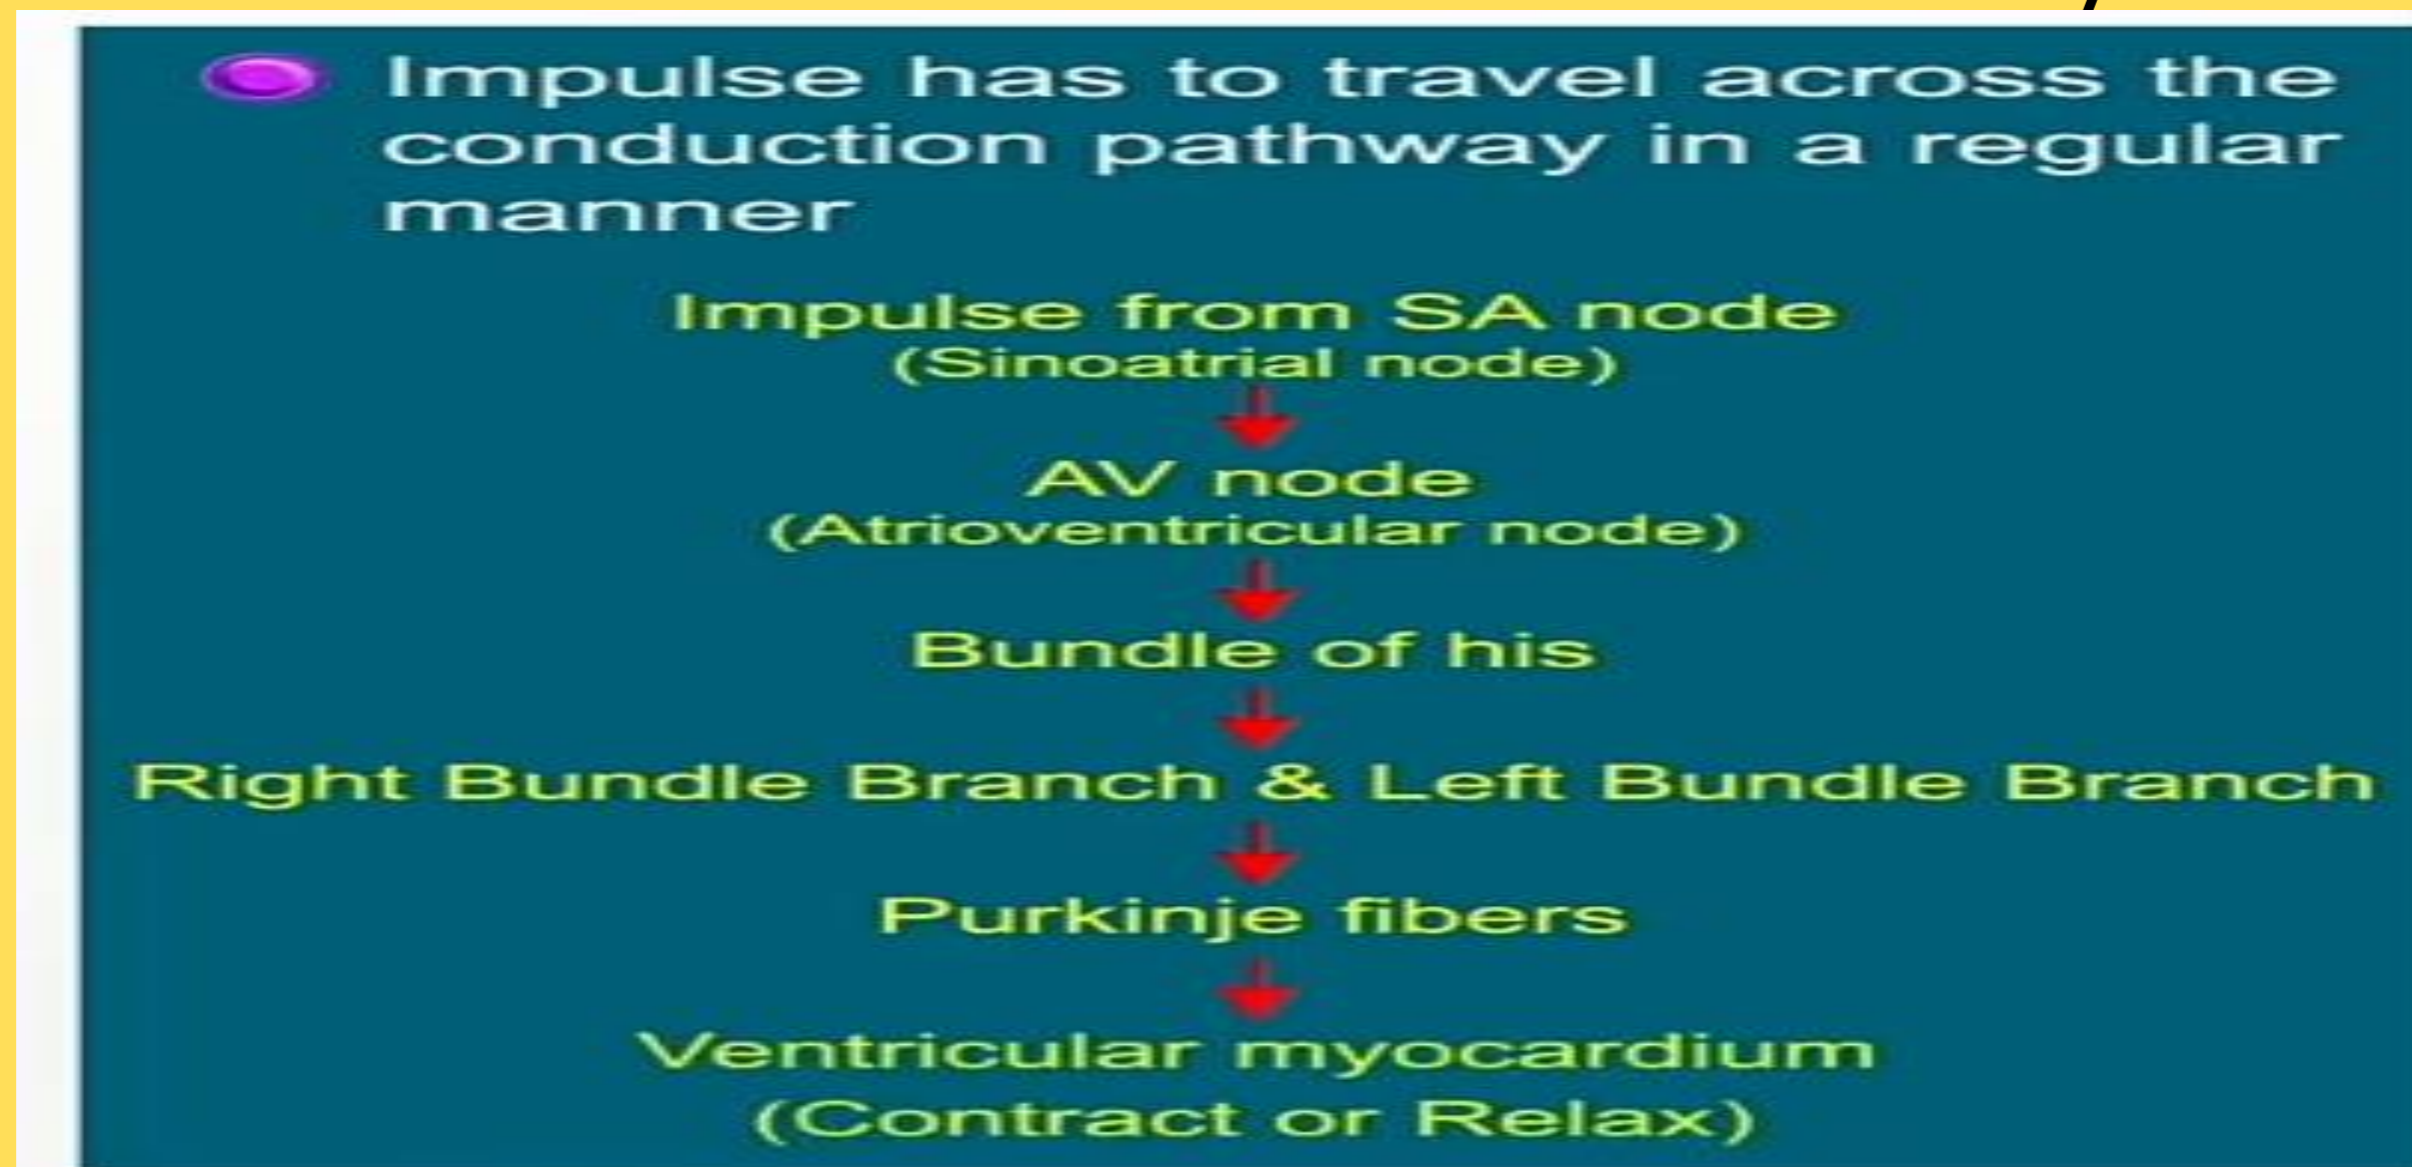 Impulse has to travel across the
conduction pathway in a regular
manner
Impulse from SA node
(Sinoatrial node)
AV node
(Atrioventricular node)
Bundle of his
Right Bundle Branch & Left Bundle Branch
Purkinje fibers
Ventricular myocardium
(Contract or Relax)